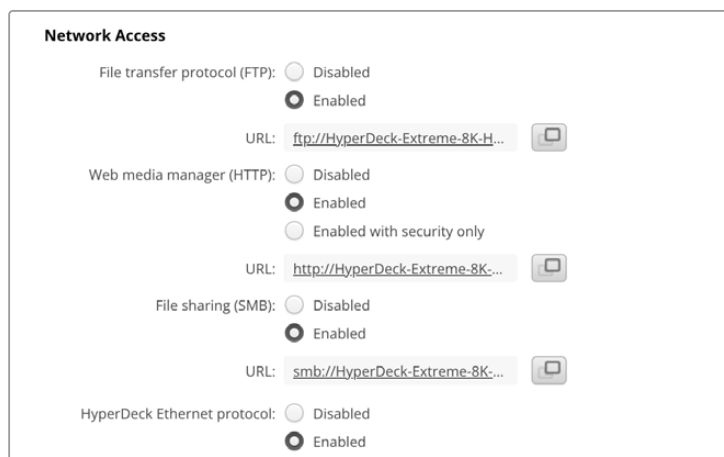 Network Access
File transfer protocol (FTP): Disabled
Enabled
URL: ftp://HyperDeck-Extreme-8K-H...
Web media manager (HTTP): Disabled
Enabled
Enabled with security only
URL: http://HyperDeck-Extreme-8K-...
File sharing (SMB): Disabled
Enabled
URL: smb://HyperDeck-Extreme-8K-...
HyperDeck Ethernet protocol: Disabled
Enabled